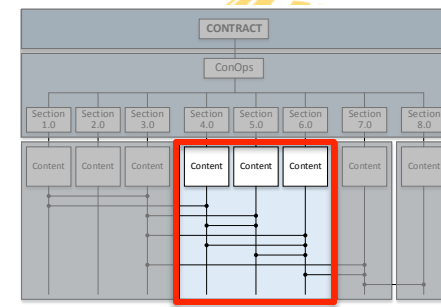 CONTRACT
ConOps
Section Section Section Section Section Section Section Section
1.0 2.0 3.0 4.0 5.0 6.0 7.0 8.0
Content Content Content Content Content Content Content Content